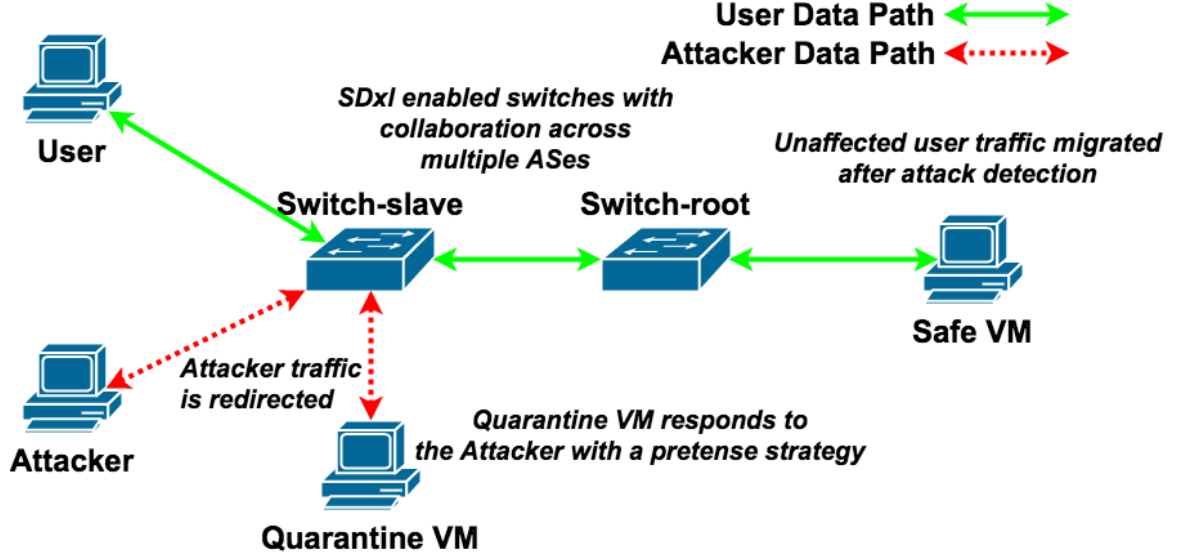 User Data Path
Attacker Data Path
SDxI enabled switches with
collaboration across
multiple ASes
Unaffected user traffic migrated
after attack detection
User
Switch-slave
Switch-root
Safe VM
Attacker traffic
is redirected
Attacker
Quarantine VM responds to
the Attacker with a pretense strategy
Quarantine VM